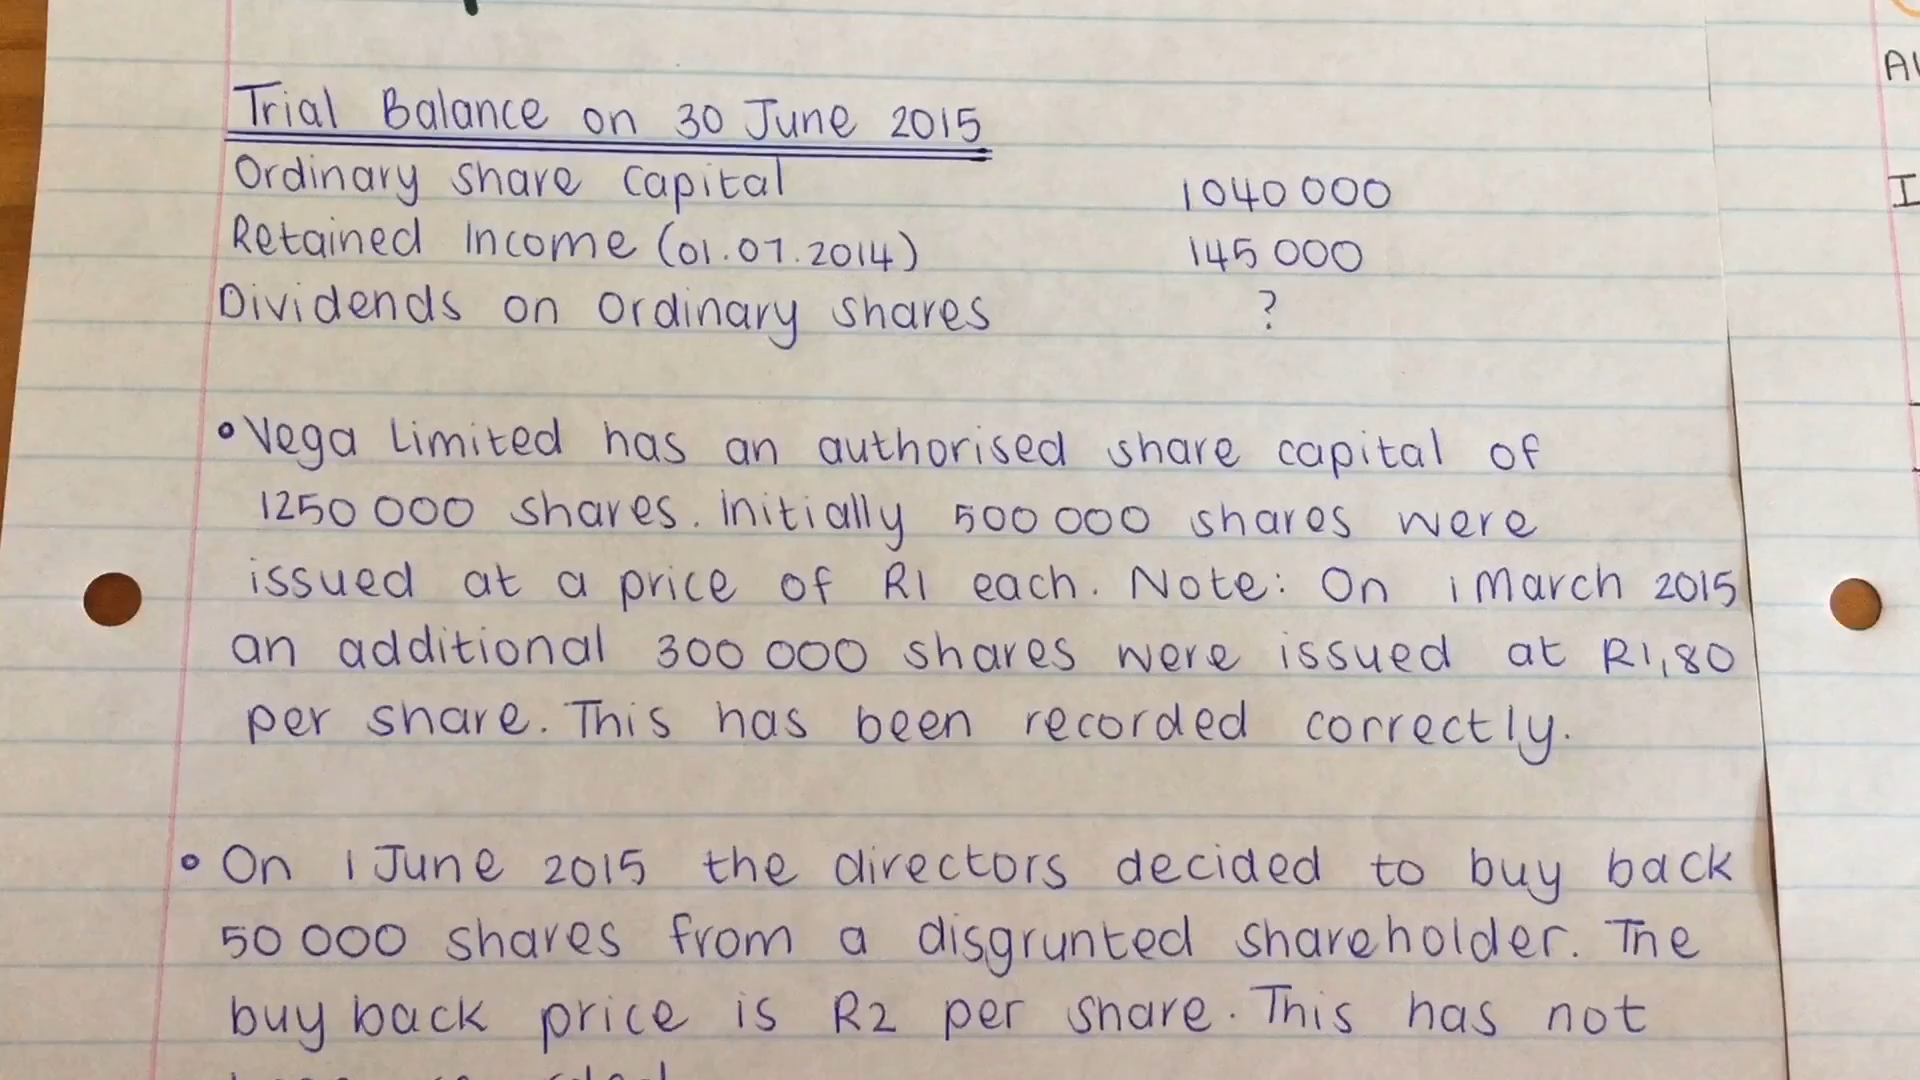 Trial Balance on 30 June 2015
Ordinary share capital 1040 000
Retained Income (01.07.2014) 145 000
Dividends on ordinary shares ?
• Vega Limited has an authorised share capital of
1250 000 shares. Initially 500 000 shares were
issued at a price of R1 each. Note: On 1 March 2015
an additional 300 000 shares were issued at R1,80
per share. This has been recorded correctly.
• On 1 June 2015 the directors decided to buy back
50 000 shares from a disgrunted shareholder. The
buy back price is R2 per share. This has not